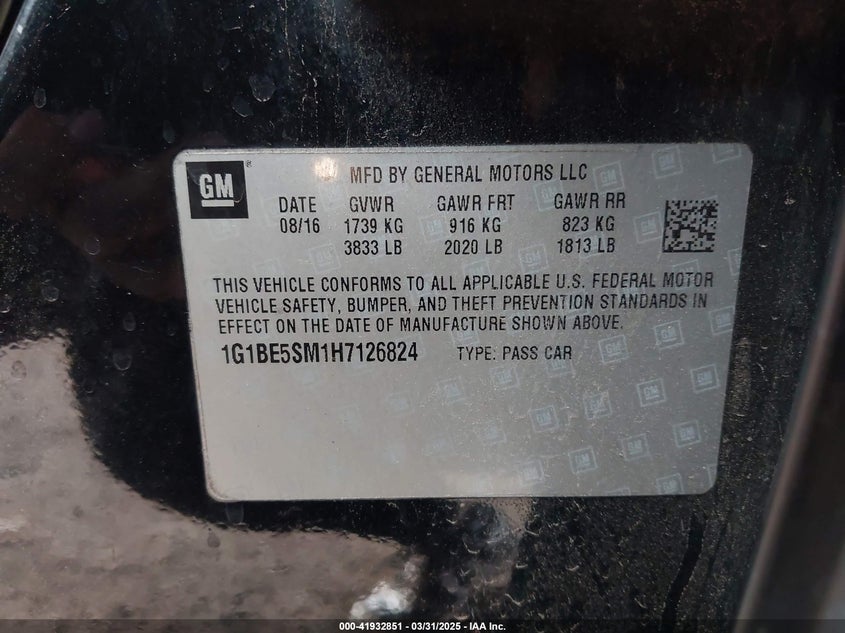 GM ® MFD BY GENERAL MOTORS LLC
DATE GVWR GAWR FRT GAWR RR
08/16 1739 KG 916 KG 823 KG
3833 LB 2020 LB 1813 LB
THIS VEHICLE CONFORMS TO ALL APPLICABLE U.S. FEDERAL MOTOR
VEHICLE SAFETY, BUMPER, AND THEFT PREVENTION STANDARDS IN
EFFECT ON THE DATE OF MANUFACTURE SHOWN ABOVE.
1G1BE5SM1H7126824 TYPE: PASS CAR
000-41932851 - 03/31/2025 - IAA Inc.